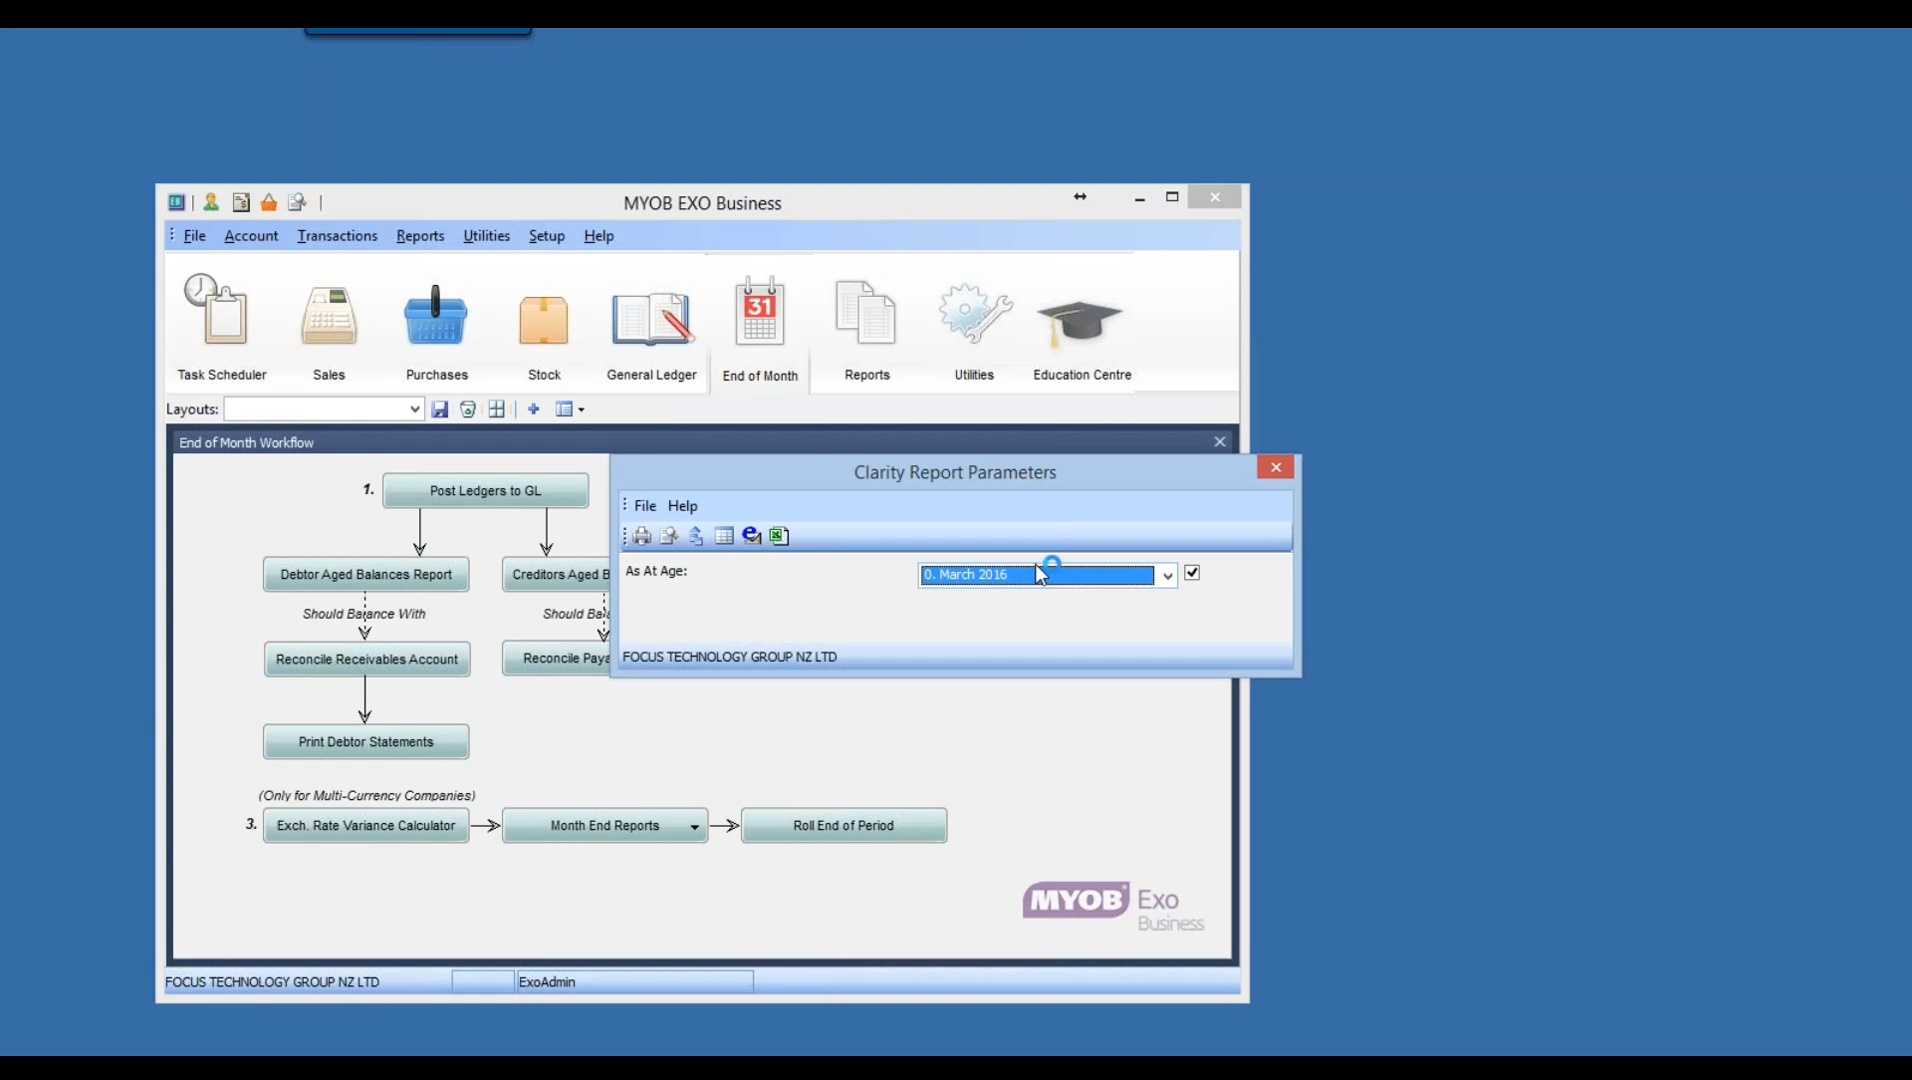 MYOB EXO Business
File Account Transactions Reports Utilities Setup Help
31
Task Scheduler Sales Purchases Stock General Ledger End of Month Reports Utilities Education Centre
Layouts:
End of Month Workflow
1. Post Ledgers to GL
Debtor Aged Balances Report Creditors Aged B
Should Balance With Should Bala
Reconcile Receivables Account Reconcile Paya
Print Debtor Statements
(Only for Multi-Currency Companies)
3. Exch. Rate Variance Calculator Month End Reports Roll End of Period
MYOB Exo
Business
FOCUS TECHNOLOGY GROUP NZ LTD ExoAdmin
Clarity Report Parameters
File Help
As At Age: 0. March 2016
FOCUS TECHNOLOGY GROUP NZ LTD